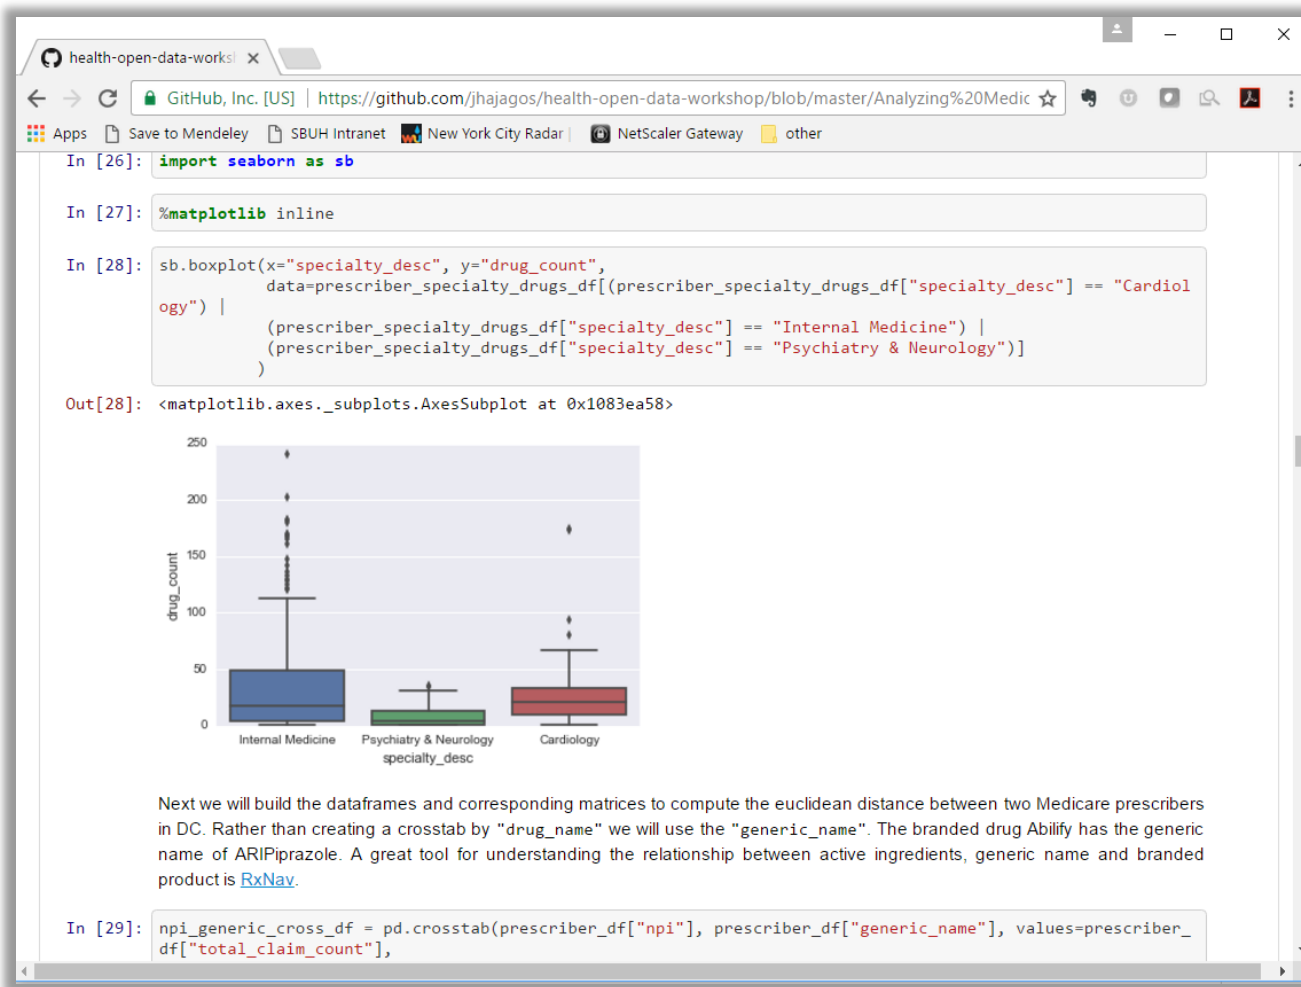 health-open-data-works
GitHub, Inc. [US] | https://github.com/jhajagos/health-open-data-workshop/blob/master/Analyzing%20Medic
Apps Save to Mendeley SBUH Intranet New York City Radar | NetScaler Gateway other
In [26]: import seaborn as sb
In [27]: %matplotlib inline
In [28]: sb.boxplot(x="specialty_desc", y="drug_count",
data=prescriber_specialty_drugs_df[(prescriber_specialty_drugs_df["specialty_desc"] == "Cardiol
ogy") |
(prescriber_specialty_drugs_df["specialty_desc"] == "Internal Medicine") |
(prescriber_specialty_drugs_df["specialty_desc"] == "Psychiatry & Neurology")]
)
Out[28]: <matplotlib.axes._subplots.AxesSubplot at 0x1083ea58>
250
200
150
100
50
0
drug_count
Internal Medicine Psychiatry & Neurology Cardiology
specialty_desc
Next we will build the dataframes and corresponding matrices to compute the euclidean distance between two Medicare prescribers
in DC. Rather than creating a crosstab by "drug_name" we will use the "generic_name". The branded drug Abilify has the generic
name of ARIPiprazole. A great tool for understanding the relationship between active ingredients, generic name and branded
product is RxNav.
In [29]: npi_generic_cross_df = pd.crosstab(prescriber_df["npi"], prescriber_df["generic_name"], values=prescriber_
df["total_claim_count"],